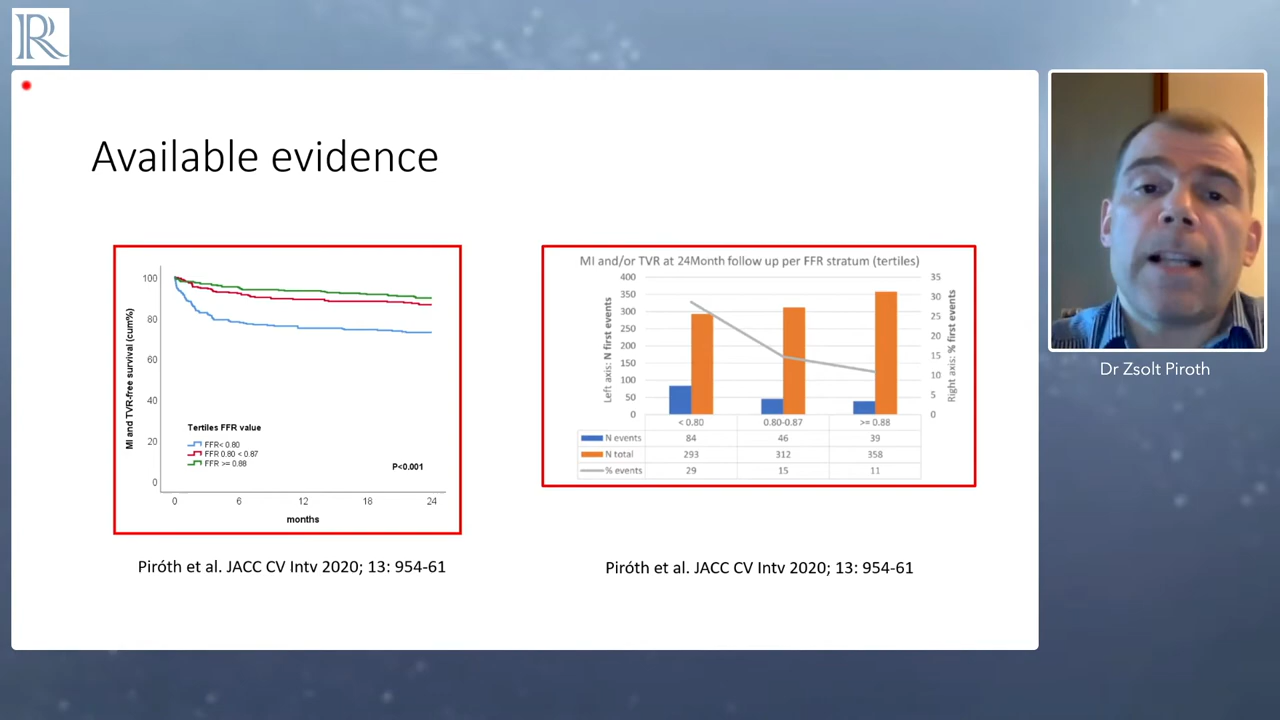 R
Available evidence
MI and TVR-free survival (cum%)
100
80
60
40
20
0
Tertiles FFR value
FFR< 0.80
FFR 0.80 < 0.87
FFR >= 0.88
P<0.001
0 6 12 18 24
months
Piróth et al. JACC CV Intv 2020; 13: 954-61
MI and/or TVR at 24Month follow up per FFR stratum (tertiles)
Left axis: N first events
400
350
300
250
200
150
100
50
0
35
30
25
20
15
10
5
0
Right axis: % first events
< 0.80 0.80-0.87 >= 0.88
N events 84 46 39
N total 293 312 358
% events 29 15 11
Piróth et al. JACC CV Intv 2020; 13: 954-61
Dr Zsolt Piroth